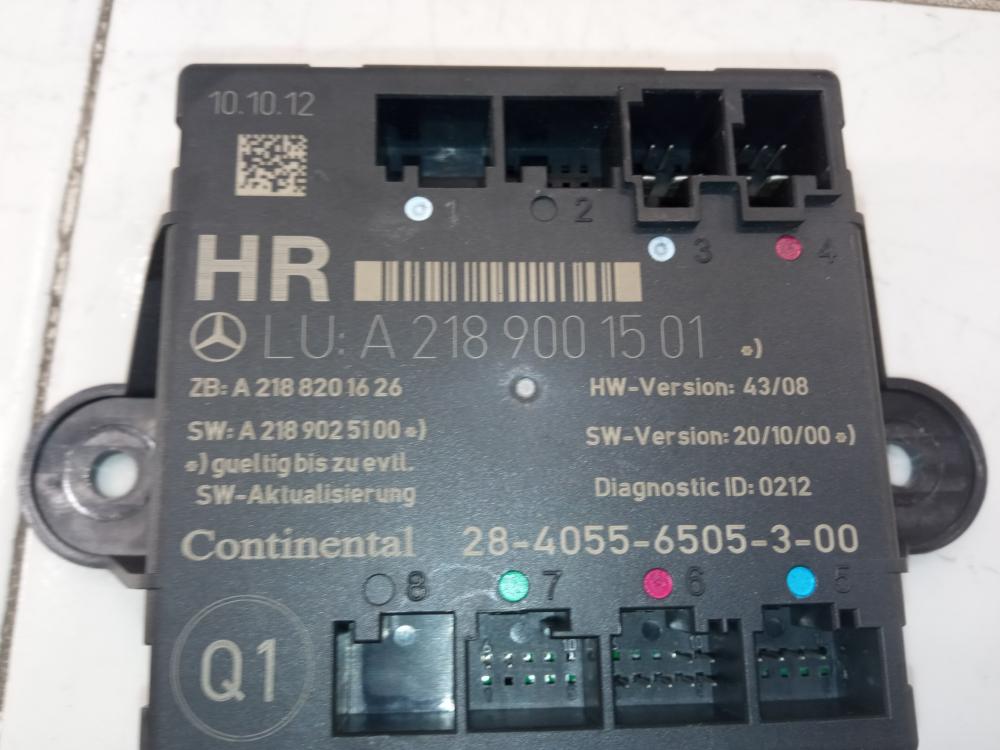 10.10.12
1 2 3 4
HR
LU: A 218 900 15 01 *)
ZB: A 218 820 16 26
HW-Version: 43/08
SW: A 218 902 51 00 *)
SW-Version: 20/10/00 *)
*) gueltig bis zu evtl.
SW-Aktualisierung
Diagnostic ID: 0212
Continental 28-4055-6505-3-00
8 7 6 5
Q1